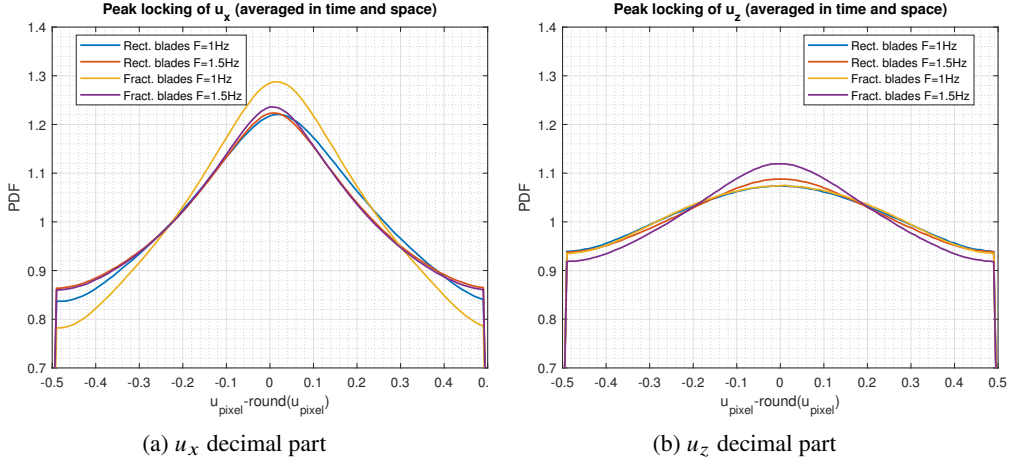 Peak locking of u_x (averaged in time and space)
1.4
1.3
1.2
1.1
1
0.9
0.8
0.7
PDF
Rect. blades F=1Hz
Rect. blades F=1.5Hz
Fract. blades F=1Hz
Fract. blades F=1.5Hz
-0.5 -0.4 -0.3 -0.2 -0.1 0 0.1 0.2 0.3 0.4 0.
u_pixel-round(u_pixel)
(a) u_x decimal part
Peak locking of u_z (averaged in time and space)
1.4
1.3
1.2
1.1
1
0.9
0.8
0.7
PDF
Rect. blades F=1Hz
Rect. blades F=1.5Hz
Fract. blades F=1Hz
Fract. blades F=1.5Hz
-0.5 -0.4 -0.3 -0.2 -0.1 0 0.1 0.2 0.3 0.4 0.5
u_pixel-round(u_pixel)
(b) u_z decimal part